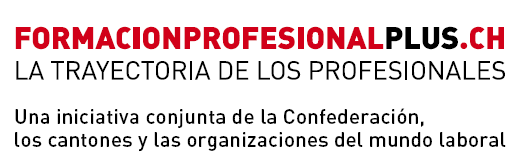 FORMACIONPROFESIONALPLUS.CH
LA TRAYECTORIA DE LOS PROFESIONALES
Una iniciativa conjunta de la Confederación,
los cantones y las organizaciones del mundo laboral